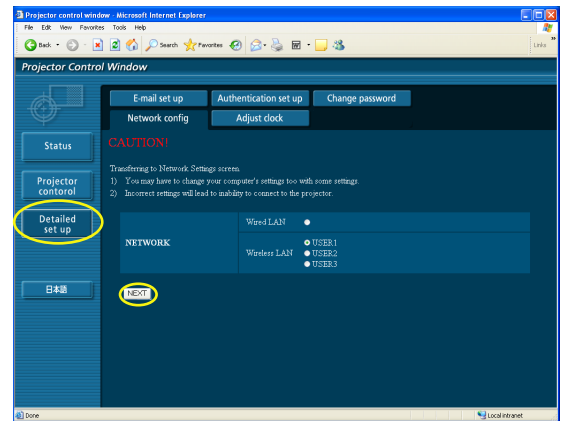 Projector control window - Microsoft Internet Explorer
File Edit View Favorites Tools Help
Back Search Favorites Links
Projector Control Window
E-mail set up Authentication set up Change password
Network config Adjust clock
Status
Projector contorol
Detailed set up
日本語
CAUTION!
Transferring to Network Settings screen.
1) You may have to change your computer's settings too with some settings.
2) Incorrect settings will lead to inability to connect to the projector.
NETWORK
Wired LAN
Wireless LAN
USER1
USER2
USER3
NEXT
Done Local intranet